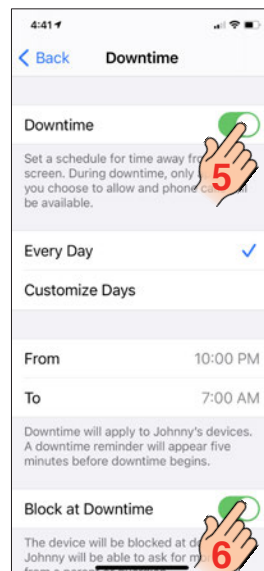 4:41
Back Downtime
Downtime
Set a schedule for time away fr
screen. During downtime, only
you choose to allow and phone ca
be available.
5
Every Day
Customize Days
From 10:00 PM
To 7:00 AM
Downtime will apply to Johnny's devices.
A downtime reminder will appear five
minutes before downtime begins.
Block at Downtime
The device will be blocked at d
Johnny will be able to ask for m
6